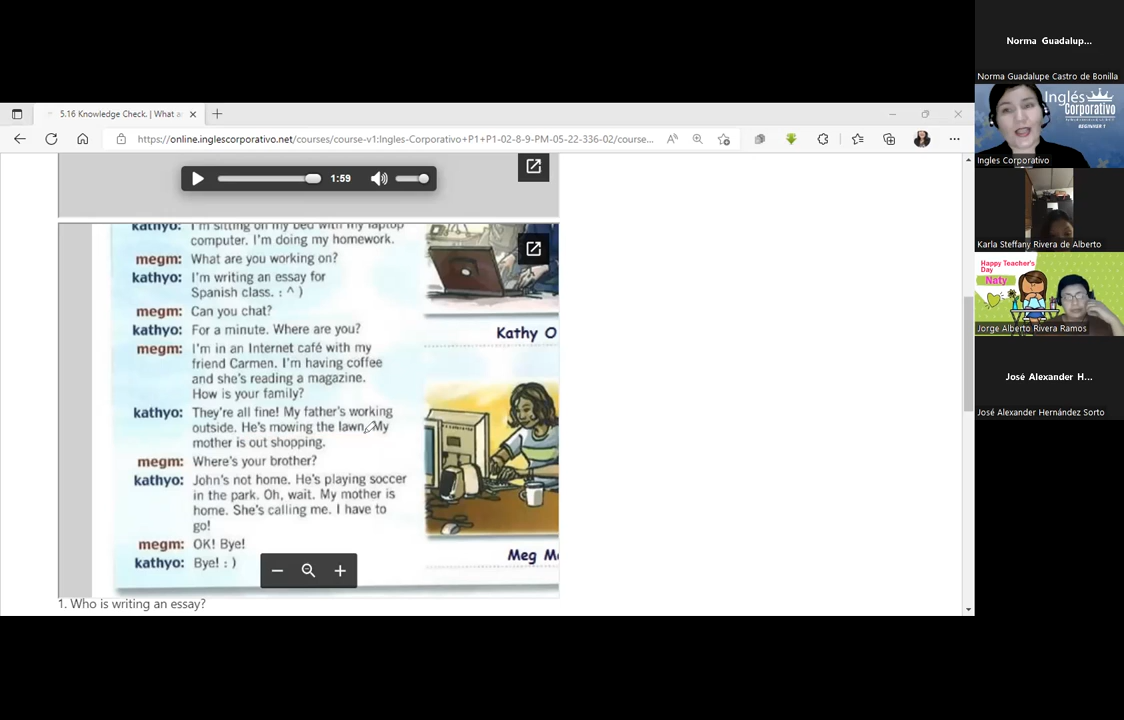 Norma Guadalup...
Norma Guadalupe Castro de Bonilla
5.16 Knowledge Check. | What a
https://online.inglescorporativo.net/courses/course-v1:Ingles-Corporativo+P1+P1-02-8-9-PM-05-22-336-02/course...
Inglés
Corporativo
BEGINNER 1
Ingles Corporativo
1:59
kathyo: I'm sitting on my bed with my laptop
computer. I'm doing my homework.
megm: What are you working on?
kathyo: I'm writing an essay for
Spanish class. : ^ )
megm: Can you chat?
kathyo: For a minute. Where are you?
megm: I'm in an Internet café with my
friend Carmen. I'm having coffee
and she's reading a magazine.
How is your family?
kathyo: They're all fine! My father's working
outside. He's mowing the lawn. My
mother is out shopping.
megm: Where's your brother?
kathyo: John's not home. He's playing soccer
in the park. Oh, wait. My mother is
home. She's calling me. I have to
go!
megm: OK! Bye!
kathyo: Bye! : )
Kathy O
Meg M
1. Who is writing an essay?
Karla Steffany Rivera de Alberto
Happy Teacher's
Day
Naty
Jorge Alberto Rivera Ramos
José Alexander H...
José Alexander Hernández Sorto